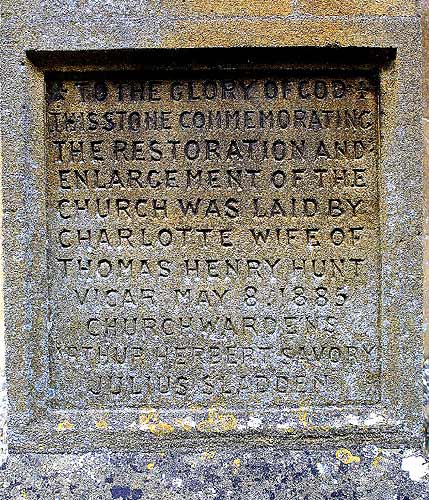 + TO THE GLORY OF GOD +
THIS STONE COMMEMORATING
THE RESTORATION AND
ENLARGEMENT OF THE
CHURCH WAS LAID BY
CHARLOTTE WIFE OF
THOMAS HENRY HUNT
VICAR MAY 8. 1885
CHURCHWARDENS
ARTHUR HERBERT SAVORY
JULIUS SLADDEN